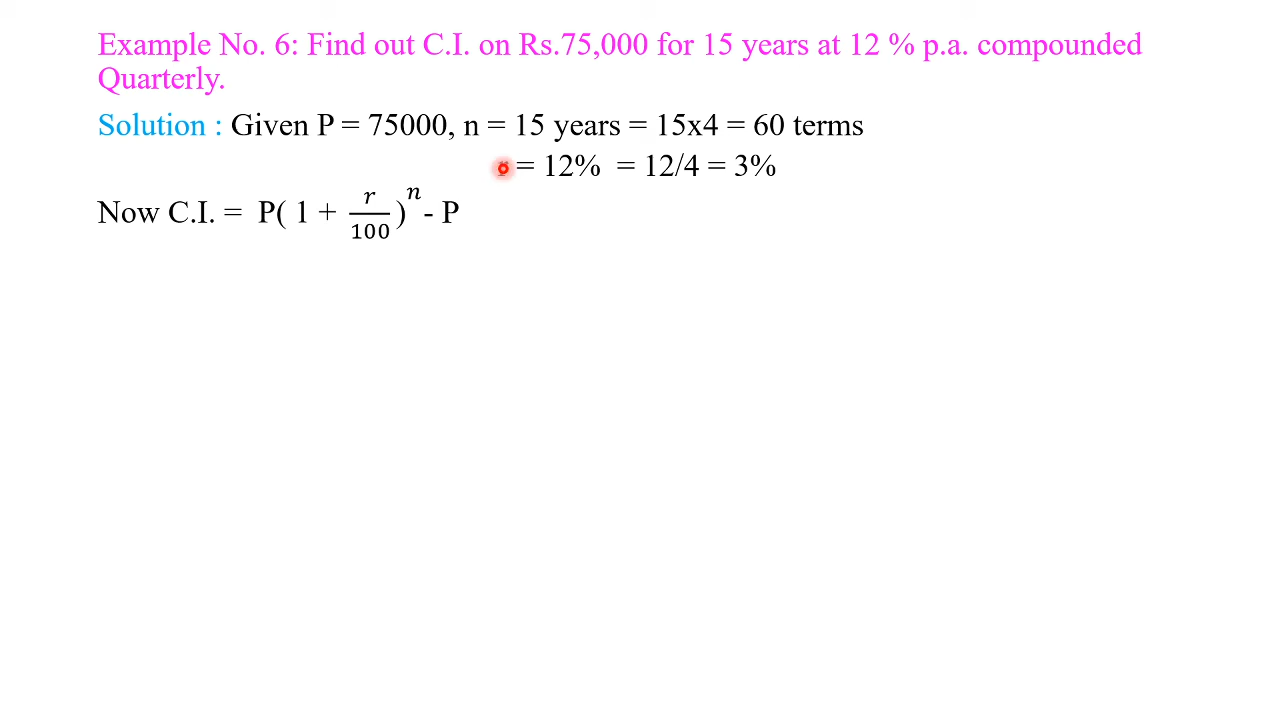 Example No. 6: Find out C.I. on Rs.75,000 for 15 years at 12 % p.a. compounded
Quarterly.
Solution : Given P = 75000, n = 15 years = 15x4 = 60 terms
= 12% = 12/4 = 3%
Now C.I. = P( 1 + r/100 )^n - P